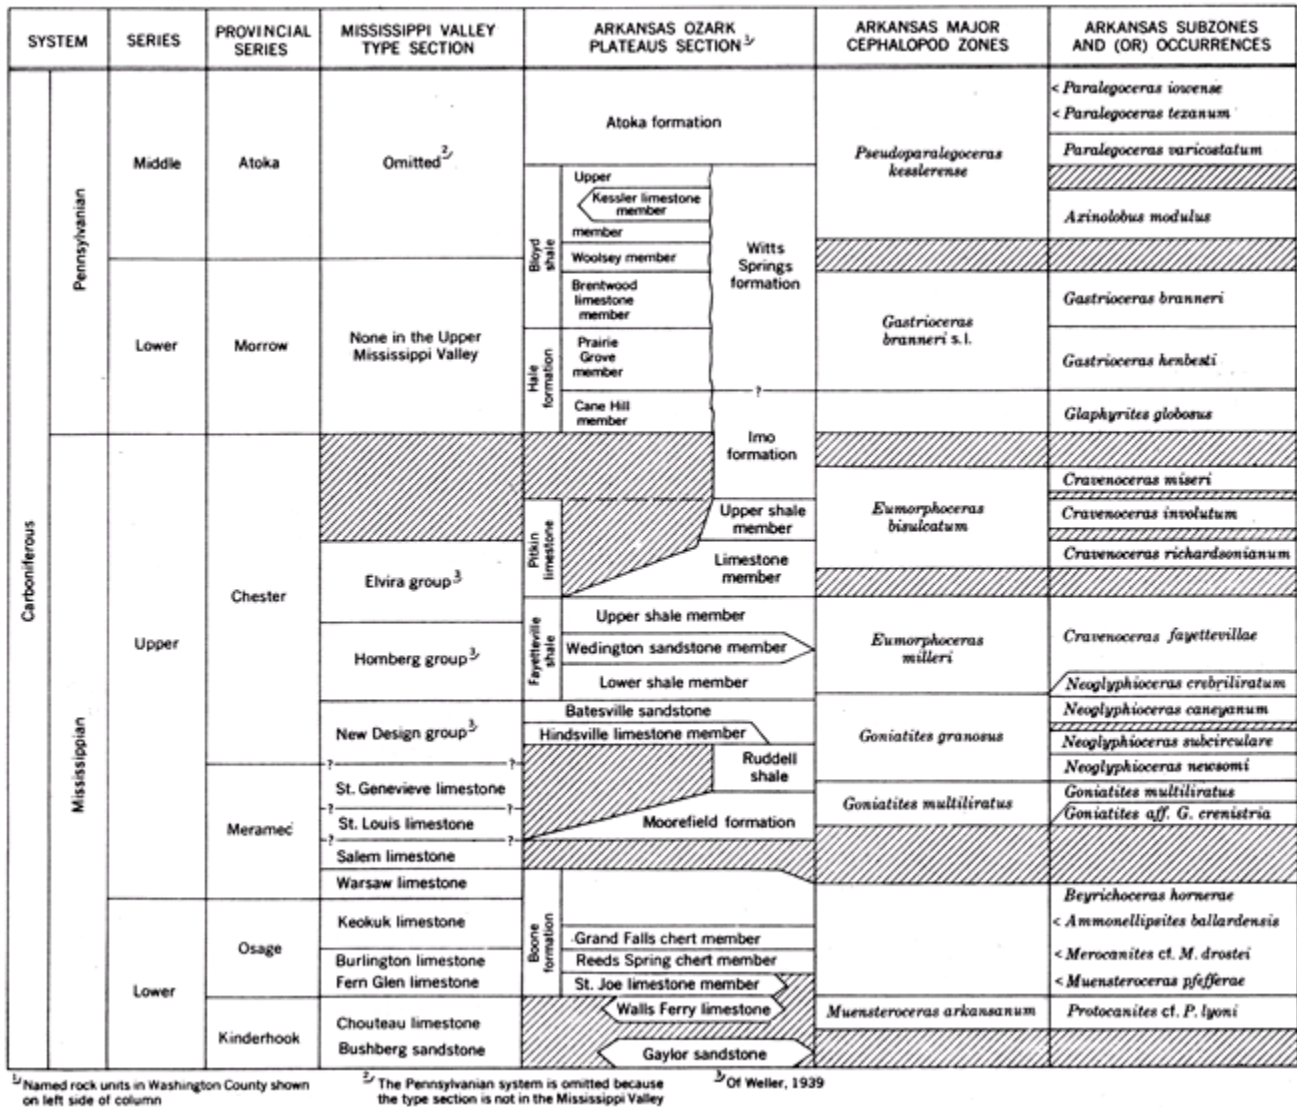 SYSTEM
SERIES
PROVINCIAL
SERIES
MISSISSIPPI VALLEY
TYPE SECTION
ARKANSAS OZARK
PLATEAUS SECTION 3/
ARKANSAS MAJOR
CEPHALOPOD ZONES
ARKANSAS SUBZONES
AND (OR) OCCURRENCES
Carboniferous
Pennsylvanian
Mississippian
Middle
Lower
Upper
Lower
Atoka
Morrow
Chester
Meramec
Osage
Kinderhook
Omitted 2/
None in the Upper
Mississippi Valley
Elvira group 3/
Homberg group 3/
New Design group 3/
? ?
St. Genevieve limestone
? ?
St. Louis limestone
? ?
Salem limestone
Warsaw limestone
Keokuk limestone
Burlington limestone
Fern Glen limestone
Chouteau limestone
Bushberg sandstone
Atoka formation
Bloyd
shale
Upper
Kessler limestone
member
member
Woolsey member
Brentwood
limestone
member
Hale
formation
Prairie
Grove
member
Cane Hill
member
Witts
Springs
formation
?
Imo
formation
Pitkin
limestone
Upper shale
member
Limestone
member
Fayetteville
shale
Upper shale member
Wedington sandstone member
Lower shale member
Batesville sandstone
Hindsville limestone member
Ruddell
shale
Moorefield formation
Boone
formation
Grand Falls chert member
Reeds Spring chert member
St. Joe limestone member
Walls Ferry limestone
Gaylor sandstone
Pseudoparalegoceras
kesslerense
Gastrioceras
branneri s.l.
Eumorphoceras
bisulcatum
Eumorphoceras
milleri
Goniatites granosus
Goniatites multiliratus
Muensteroceras arkansanum
< Paralegoceras iowense
< Paralegoceras texanum
Paralegoceras varicostatum
Axinolobus modulus
Gastrioceras branneri
Gastrioceras henbesti
Glaphyrites globosus
Cravenoceras miseri
Cravenoceras involutum
Cravenoceras richardsonianum
Cravenoceras fayettevillae
Neoglyphioceras crebriliratum
Neoglyphioceras caneyanum
Neoglyphioceras subcirculare
Neoglyphioceras newsomi
Goniatites multiliratus
Goniatites aff. G. crenistria
Beyrichoceras hornerae
< Ammonellipsites ballardensis
< Merocanites cf. M. drostei
< Muensteroceras pfefferae
Protocanites cf. P. lyoni
1/ Named rock units in Washington County shown
on left side of column
2/ The Pennsylvanian system is omitted because
the type section is not in the Mississippi Valley
3/ Of Weller, 1939